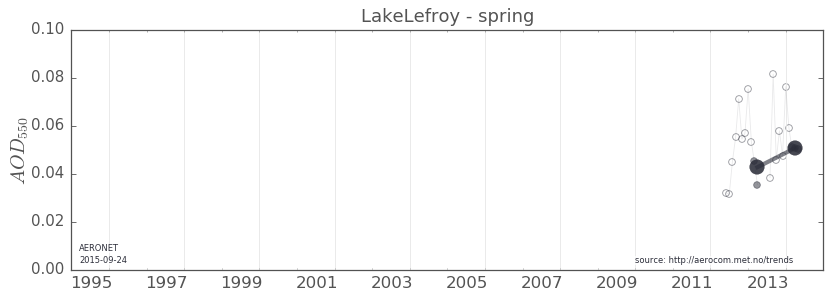 LakeLefroy - spring
0.10
0.08
0.06
0.04
0.02
0.00
AOD550
AERONET
2015-09-24
source: http://aerocom.met.no/trends
1995 1997 1999 2001 2003 2005 2007 2009 2011 2013